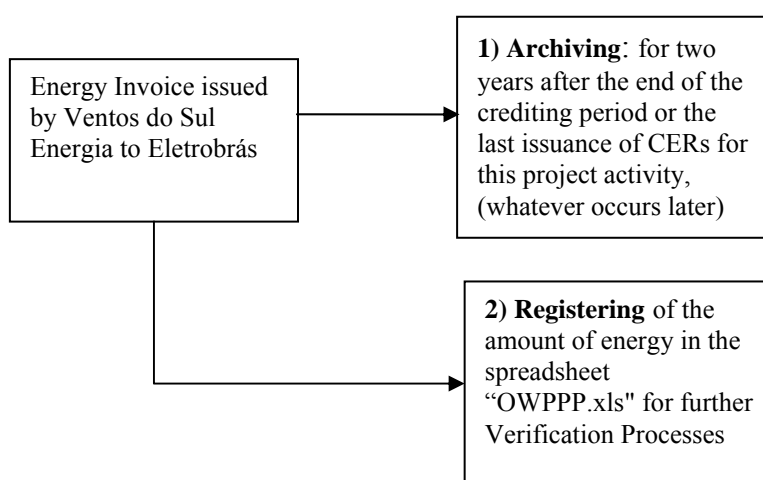 Energy Invoice issued
by Ventos do Sul
Energia to Eletrobrás
1) Archiving: for two
years after the end of the
crediting period or the
last issuance of CERs for
this project activity,
(whatever occurs later)
2) Registering of the
amount of energy in the
spreadsheet
“OWPPP.xls" for further
Verification Processes